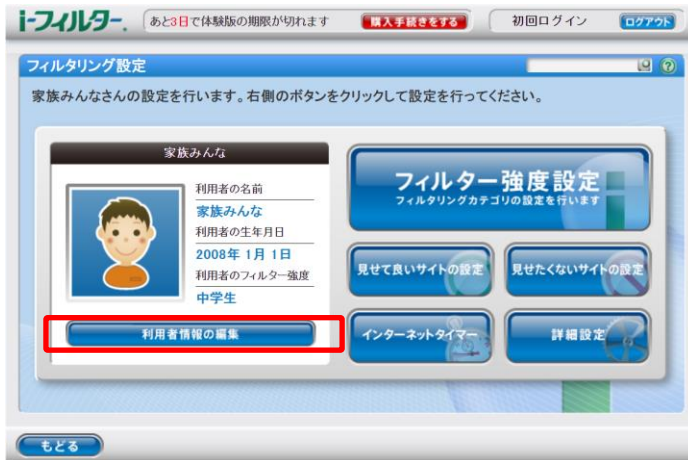 i-フィルター.
あと3日で体験版の期限が切れます
購入手続きをする
初回ログイン
ログアウト
フィルタリング設定
家族みんなさんの設定を行います。右側のボタンをクリックして設定を行ってください。
家族みんな
利用者の名前
家族みんな
利用者の生年月日
2008年 1月 1日
利用者のフィルター強度
中学生
利用者情報の編集
フィルター強度設定
フィルタリングカテゴリの設定を行います
見せて良いサイトの設定
見せたくないサイトの設定
インターネットタイマー
詳細設定
もどる